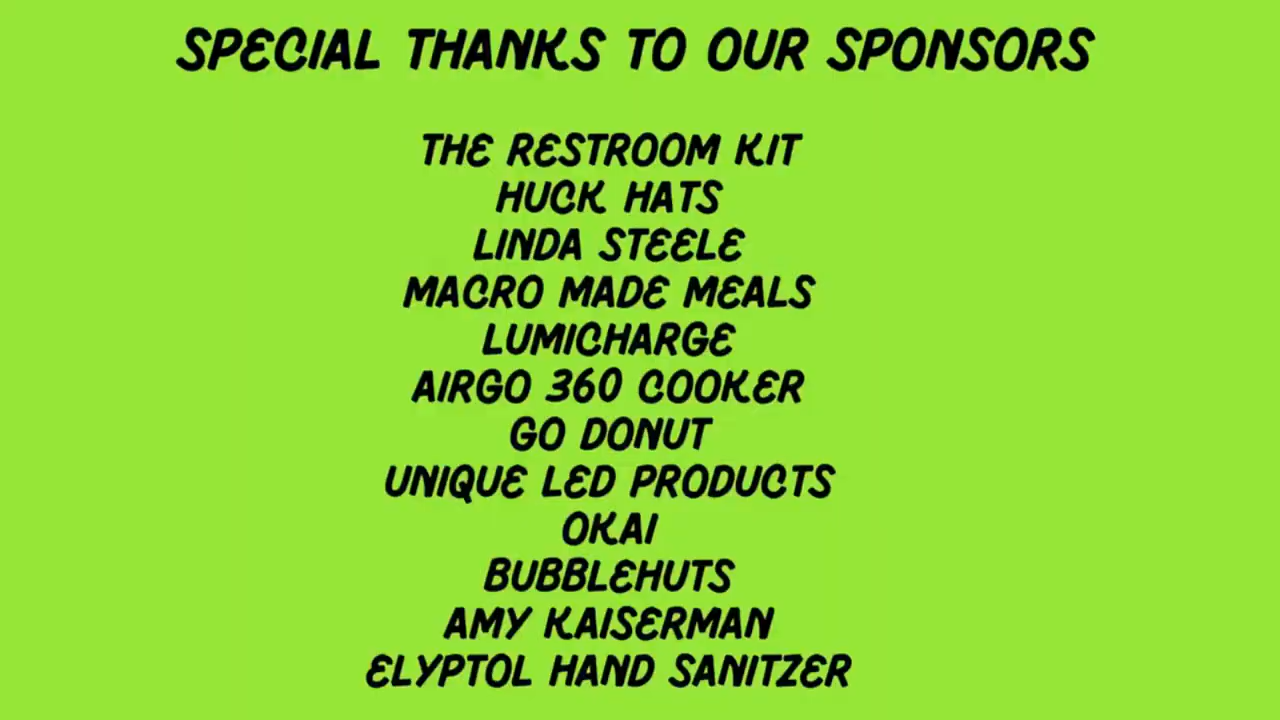 SPECIAL THANKS TO OUR SPONSORS
THE RESTROOM KIT
HUCK HATS
LINDA STEELE
MACRO MADE MEALS
LUMICHARGE
AIRGO 360 COOKER
GO DONUT
UNIQUE LED PRODUCTS
OKAI
BUBBLEHUTS
AMY KAISERMAN
ELYPTOL HAND SANITZER